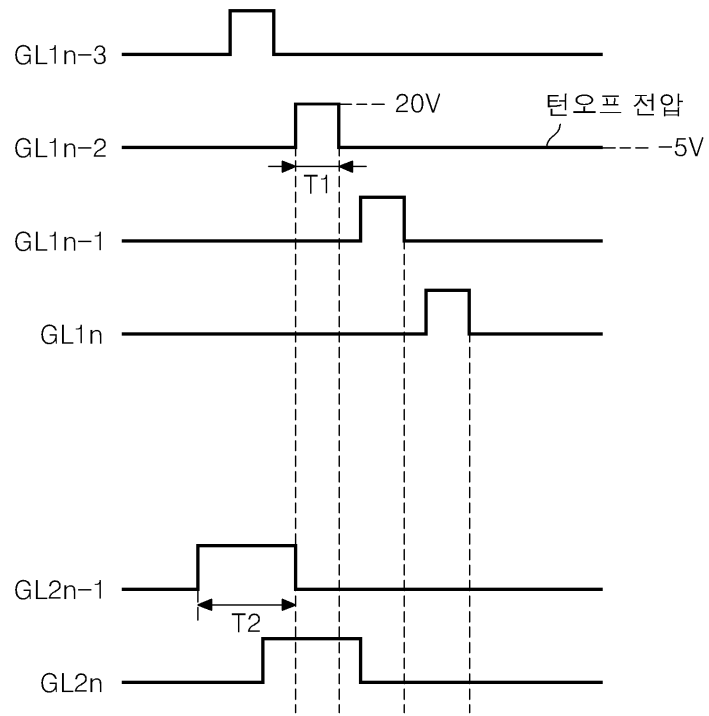 GL1n-3
GL1n-2
20V
턴오프 전압
-5V
T1
GL1n-1
GL1n
GL2n-1
T2
GL2n